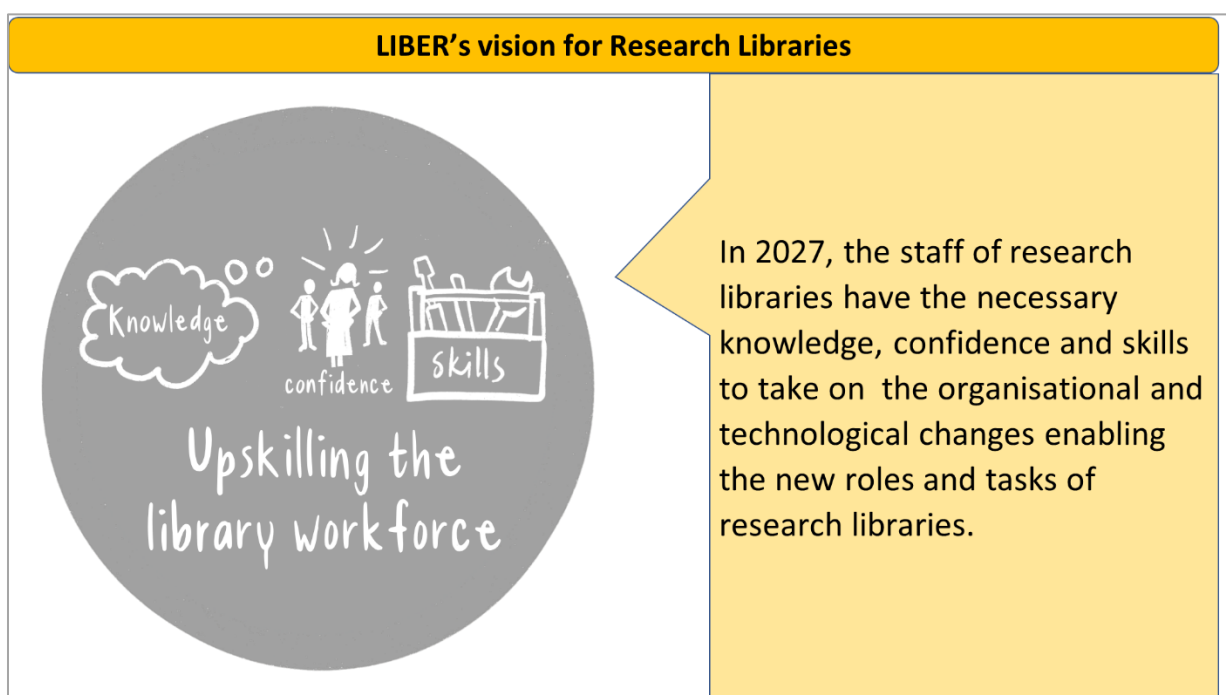 LIBER’s vision for Research Libraries
Knowledge
confidence
skills
Upskilling the
library workforce
In 2027, the staff of research
libraries have the necessary
knowledge, confidence and skills
to take on  the organisational and
technological changes enabling
the new roles and tasks of
research libraries.